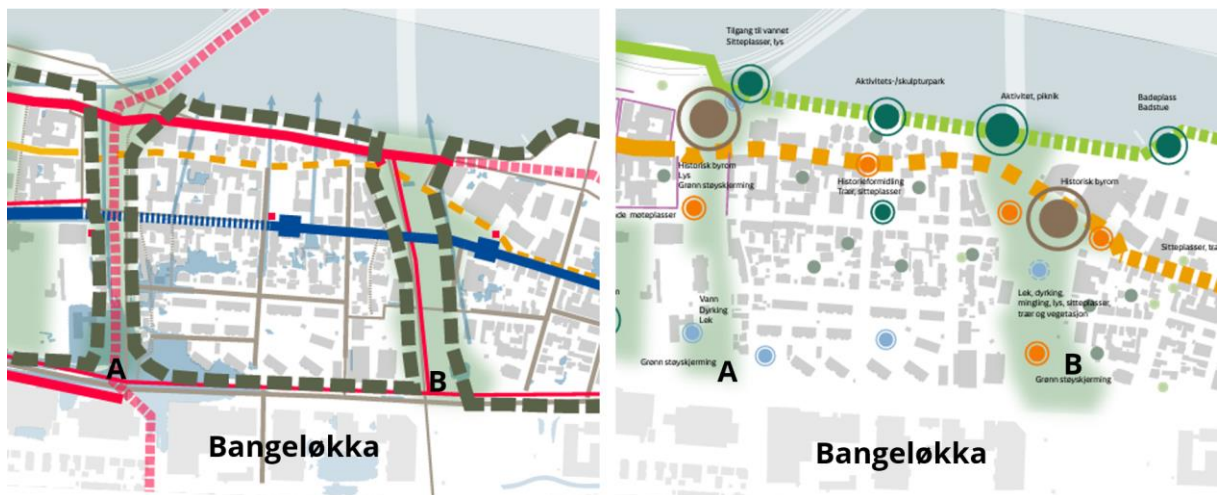 A
B
Bangeløkka
Tilgang til vannet
Sitteplasser, lys
Aktivitets-/skulpturpark
Aktivitet, piknik
Badeplass
Badstue
Historisk byrom
Lys
Grønn støyskjerming
Historieformidling
Trær, sitteplasser
Historisk byrom
møteplasser
Sitteplasser,
Vann
Dyrking
Lek
Lek, dyrking,
mingling, lys, sitteplasser,
trær og vegetasjon
Grønn støyskjerming
A
B
Grønn støyskjerming
Bangeløkka